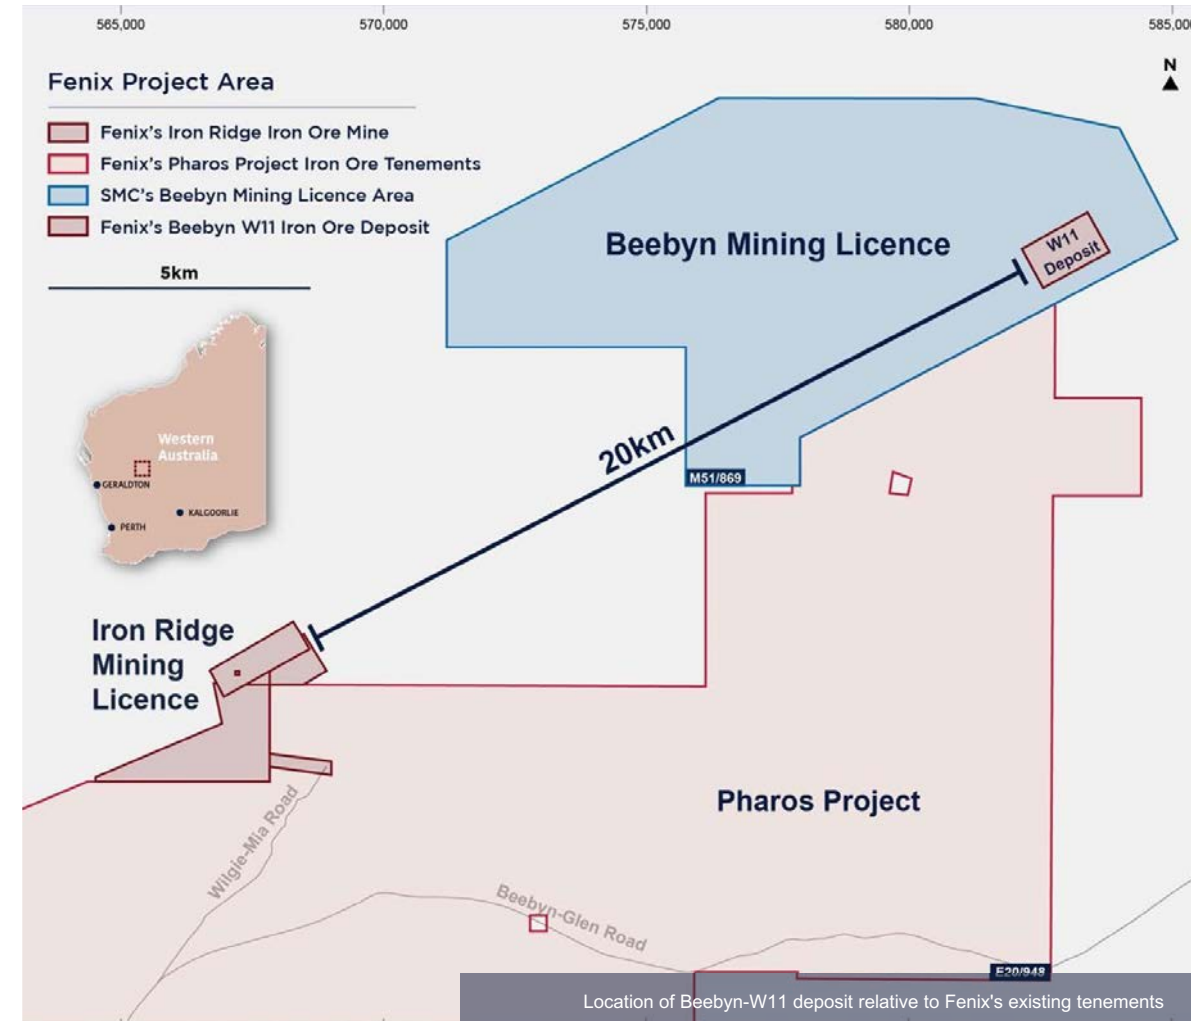 565,000
570,000
575,000
580,000
585,00
N
Fenix Project Area
Fenix's Iron Ridge Iron Ore Mine
Fenix's Pharos Project Iron Ore Tenements
SMC's Beebyn Mining Licence Area
Fenix's Beebyn W11 Iron Ore Deposit
5km
Beebyn Mining Licence
W11
Deposit
Western
Australia
GERALDTON
KALGOORLIE
PERTH
20km
M51/869
Iron Ridge
Mining
Licence
Pharos Project
Wilgie-Mia Road
Beebyn-Glen Road
E20/948
Location of Beebyn-W11 deposit relative to Fenix's existing tenements